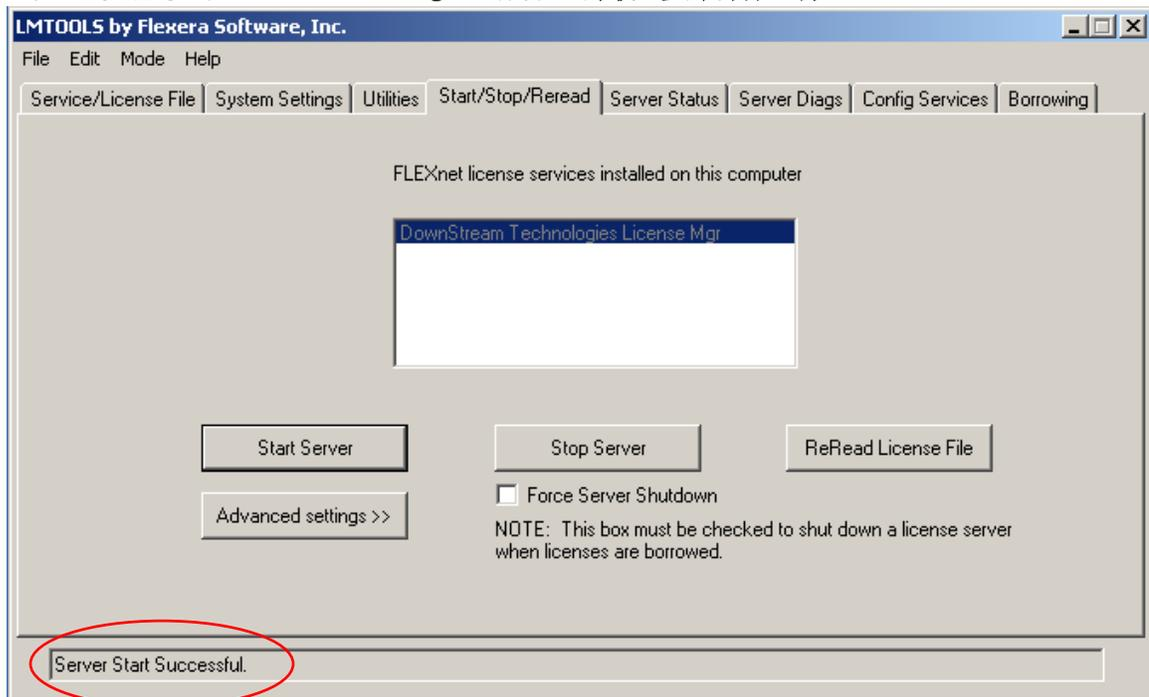 LMTOOLS by Flexera Software, Inc.
File Edit Mode Help
Service/License File System Settings Utilities Start/Stop/Reread Server Status Server Diags Config Services Borrowing
FLEXnet license services installed on this computer
DownStream Technologies License Mgr
Start Server Stop Server ReRead License File
Advanced settings >>
Force Server Shutdown
NOTE: This box must be checked to shut down a license server
when licenses are borrowed.
Server Start Successful.